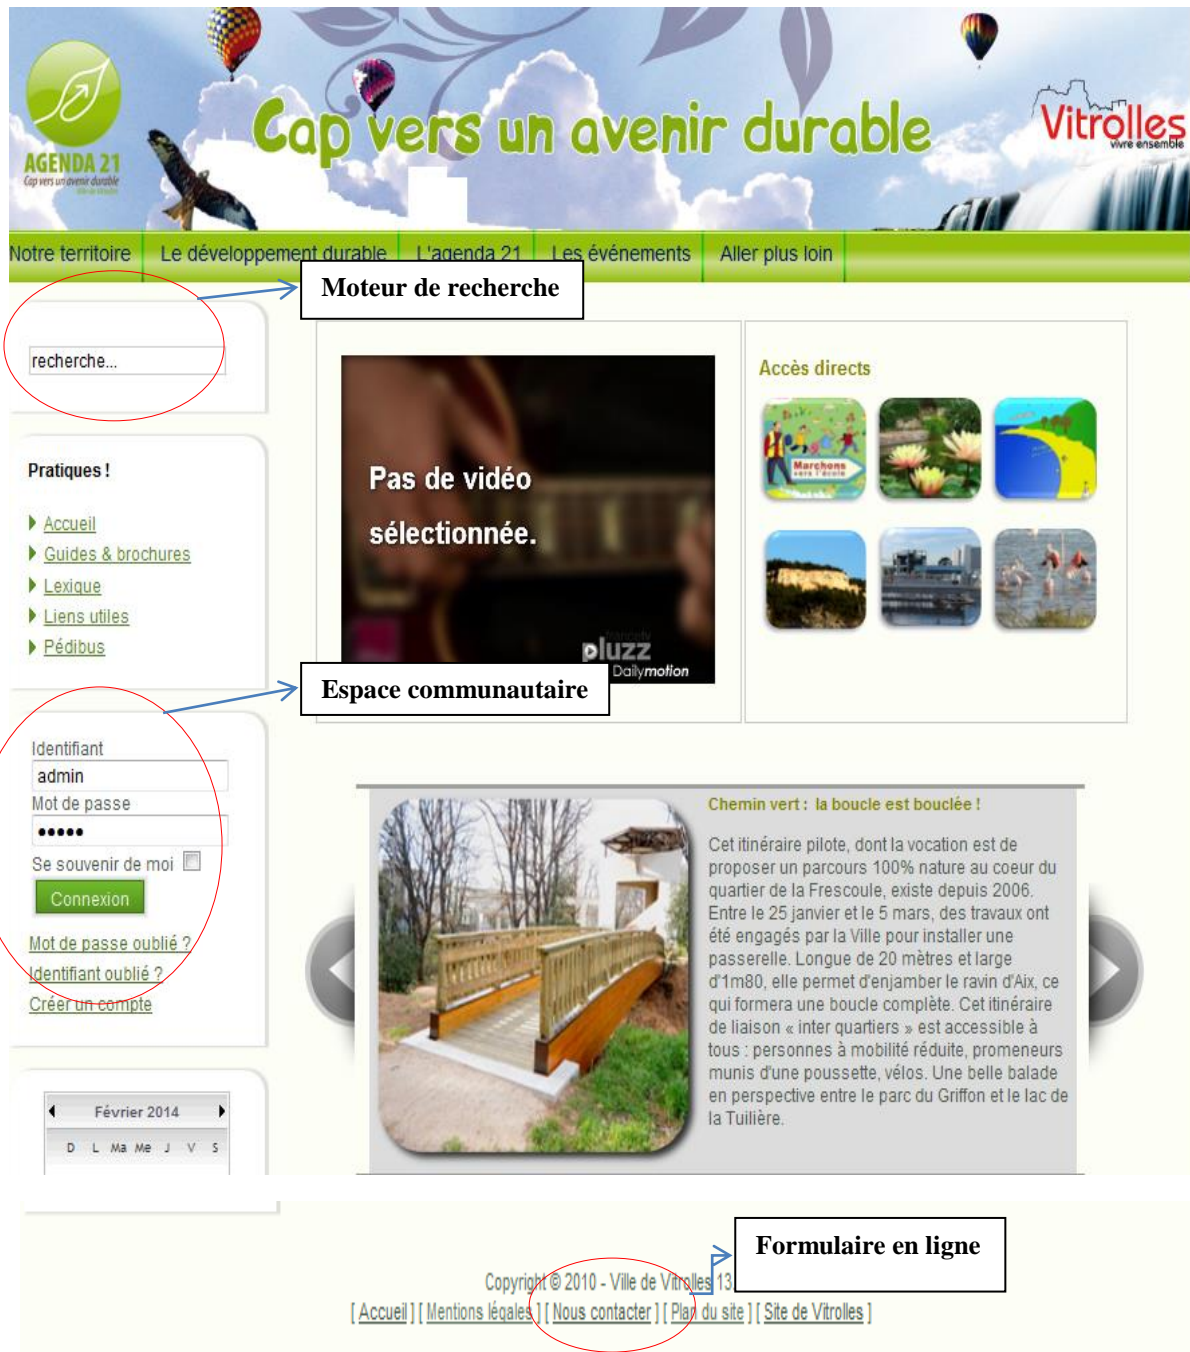 Cap vers un avenir durable
AGENDA 21
Cap vers un avenir durable
Vitrolles
vivre ensemble
Notre territoire
Le développement durable
L'agenda 21
Les événements
Aller plus loin
Moteur de recherche
recherche...
Pratiques !
Accueil
Guides & brochures
Lexique
Liens utiles
Pédibus
Pas de vidéo
sélectionnée.
pluzz
Dailymotion
Accès directs
Marchons
vers l'école
Espace communautaire
Identifiant
admin
Mot de passe
•••••
Se souvenir de moi
Connexion
Mot de passe oublié ?
Identifiant oublié ?
Créer un compte
Février 2014
D L Ma Me J V S
Chemin vert : la boucle est bouclée !
Cet itinéraire pilote, dont la vocation est de
proposer un parcours 100% nature au coeur du
quartier de la Frescoule, existe depuis 2006.
Entre le 25 janvier et le 5 mars, des travaux ont
été engagés par la Ville pour installer une
passerelle. Longue de 20 mètres et large
d'1m80, elle permet d'enjamber le ravin d'Aix, ce
qui formera une boucle complète. Cet itinéraire
de liaison « inter quartiers » est accessible à
tous : personnes à mobilité réduite, promeneurs
munis d'une poussette, vélos. Une belle balade
en perspective entre le parc du Griffon et le lac de
la Tuilière.
Formulaire en ligne
Copyright © 2010 - Ville de Vitrolles 13
[ Accueil ] [ Mentions légales ] [ Nous contacter ] [ Plan du site ] [ Site de Vitrolles ]